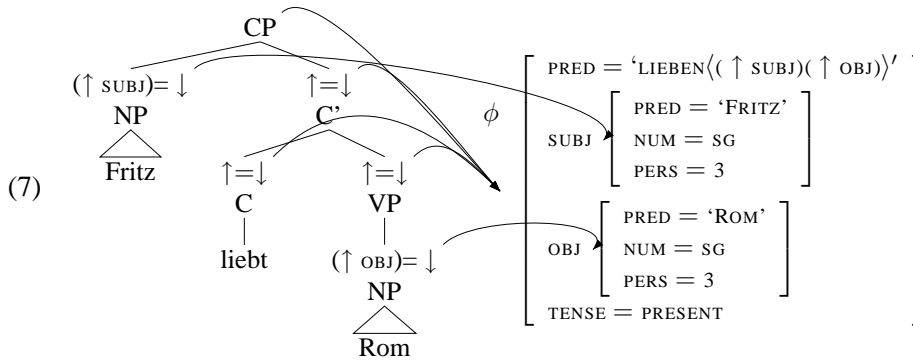 CP
(↑ SUBJ)= ↓ ↑=↓
NP C'
Fritz
↑=↓ ↑=↓
C VP
liebt
(↑ OBJ)= ↓
NP
Rom
(7)
ϕ
PRED = ‘LIEBEN⟨(↑ SUBJ)(↑ OBJ)⟩′
SUBJ
PRED = ‘FRITZ’
NUM = SG
PERS = 3
OBJ
PRED = ‘ROM’
NUM = SG
PERS = 3
TENSE = PRESENT